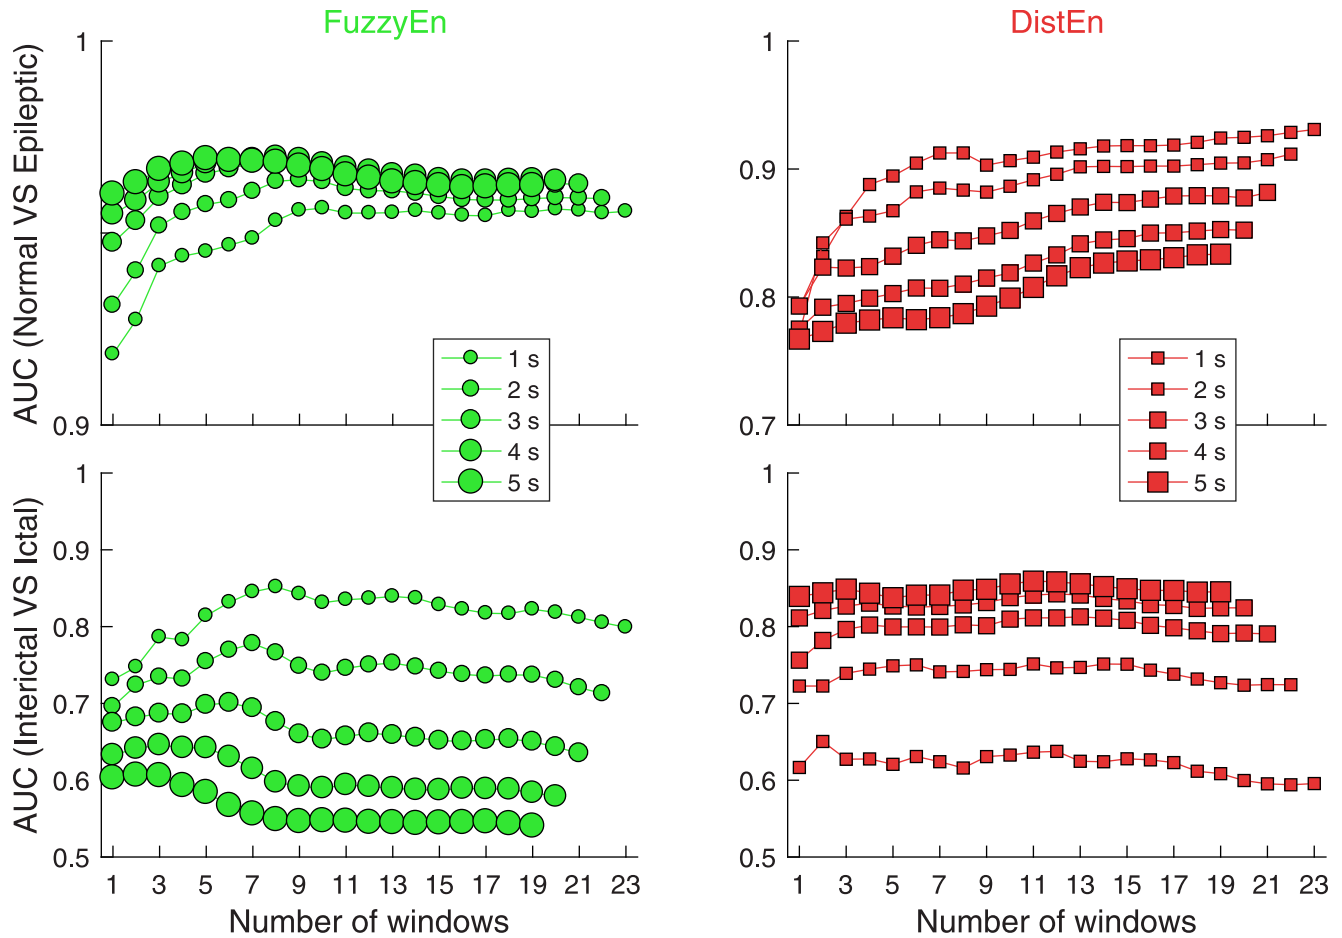 FuzzyEn
DistEn
AUC (Normal VS Epileptic)
1
0.9
1
0.9
0.8
0.7
1 s
2 s
3 s
4 s
5 s
1 s
2 s
3 s
4 s
5 s
AUC (Interictal VS Ictal)
1
0.9
0.8
0.7
0.6
0.5
1
0.9
0.8
0.7
0.6
0.5
1 3 5 7 9 11 13 15 17 19 21 23
1 3 5 7 9 11 13 15 17 19 21 23
Number of windows
Number of windows